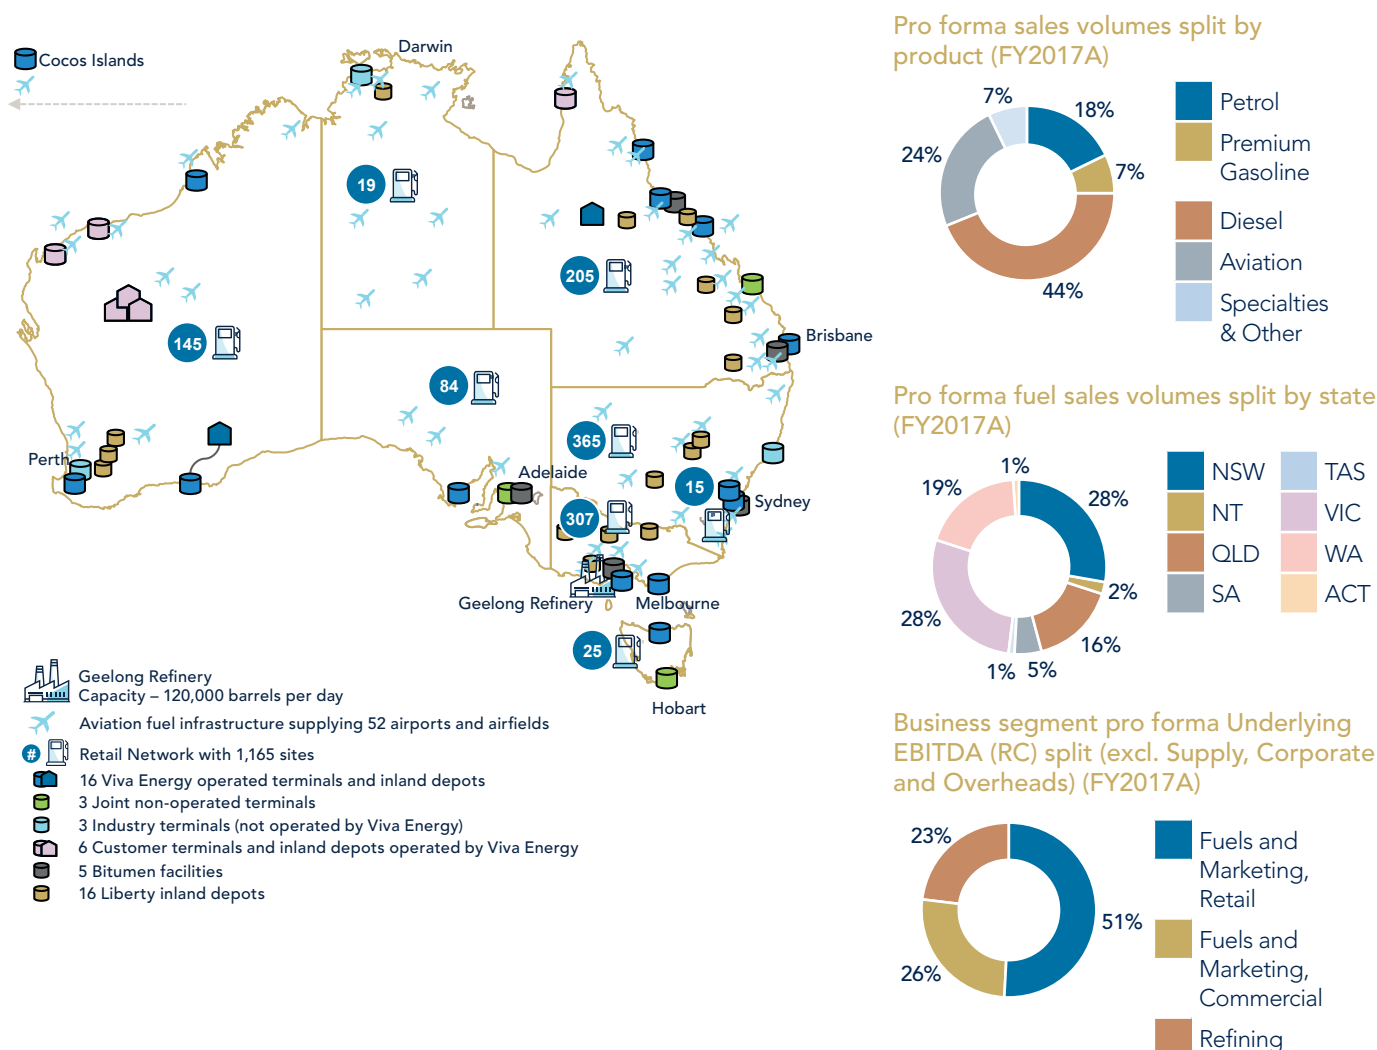 Cocos Islands
Darwin
19
205
145
Brisbane
84
365
Perth
Adelaide
15
Sydney
307
Geelong Refinery
Melbourne
25
Hobart
Geelong Refinery
Capacity – 120,000 barrels per day
Aviation fuel infrastructure supplying 52 airports and airfields
# Retail Network with 1,165 sites
16 Viva Energy operated terminals and inland depots
3 Joint non-operated terminals
3 Industry terminals (not operated by Viva Energy)
6 Customer terminals and inland depots operated by Viva Energy
5 Bitumen facilities
16 Liberty inland depots
Pro forma sales volumes split by
product (FY2017A)
7%
18%
24%
7%
44%
Petrol
Premium
Gasoline
Diesel
Aviation
Specialties
& Other
Pro forma fuel sales volumes split by state
(FY2017A)
1%
19%
28%
2%
28%
16%
1%
5%
NSW
TAS
NT
VIC
QLD
WA
SA
ACT
Business segment pro forma Underlying
EBITDA (RC) split (excl. Supply, Corporate
and Overheads) (FY2017A)
23%
51%
26%
Fuels and
Marketing,
Retail
Fuels and
Marketing,
Commercial
Refining